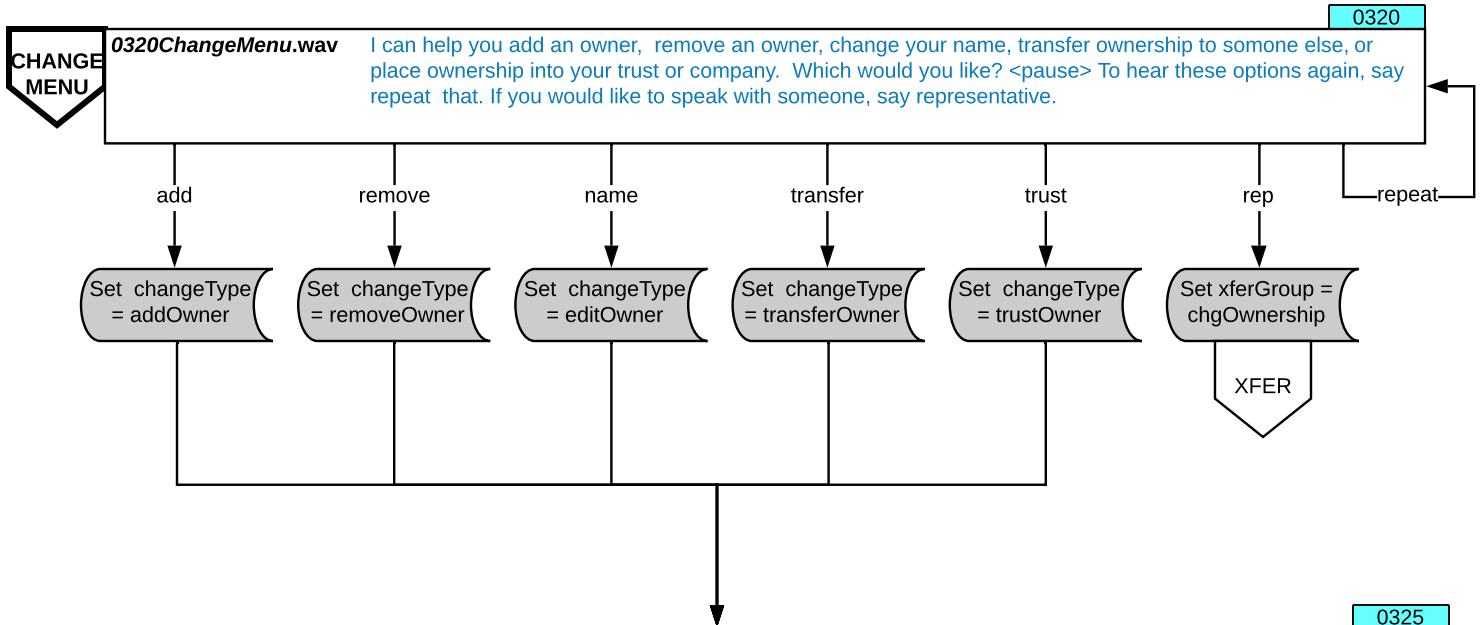 0320
CHANGE
MENU
0320ChangeMenu.wav
I can help you add an owner,  remove an owner, change your name, transfer ownership to somone else, or
place ownership into your trust or company.  Which would you like? <pause> To hear these options again, say
repeat  that. If you would like to speak with someone, say representative.
add
remove
name
transfer
trust
rep
repeat
Set  changeType
= addOwner
Set  changeType
= removeOwner
Set  changeType
= editOwner
Set  changeType
= transferOwner
Set  changeType
= trustOwner
Set xferGroup =
chgOwnership
XFER
0325